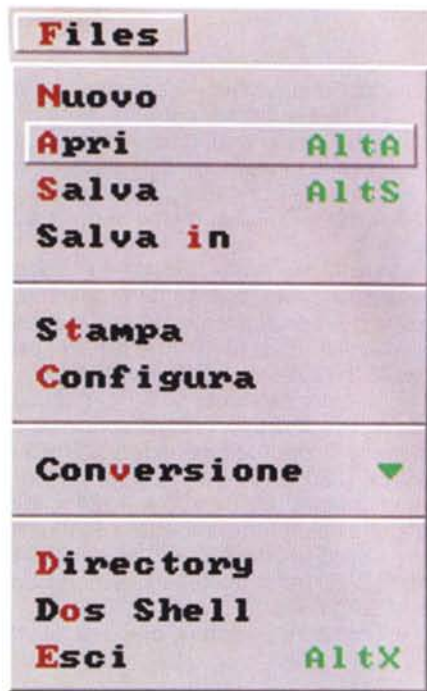 Files
Nuovo
Apri AltA
Salva AltS
Salva in
Stampa
Configura
Conversione
Directory
Dos Shell
Esci AltX